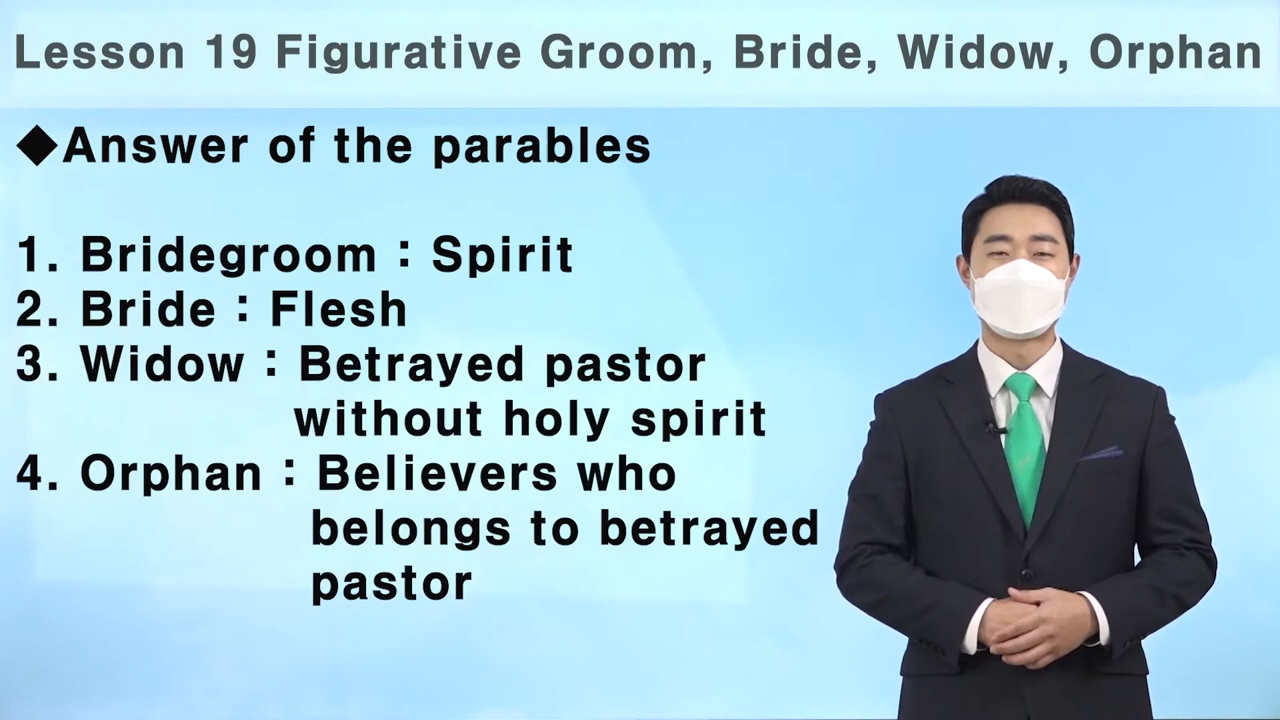 Lesson 19 Figurative Groom, Bride, Widow, Orphan
◆Answer of the parables
1. Bridegroom : Spirit
2. Bride : Flesh
3. Widow : Betrayed pastor
without holy spirit
4. Orphan : Believers who
belongs to betrayed
pastor